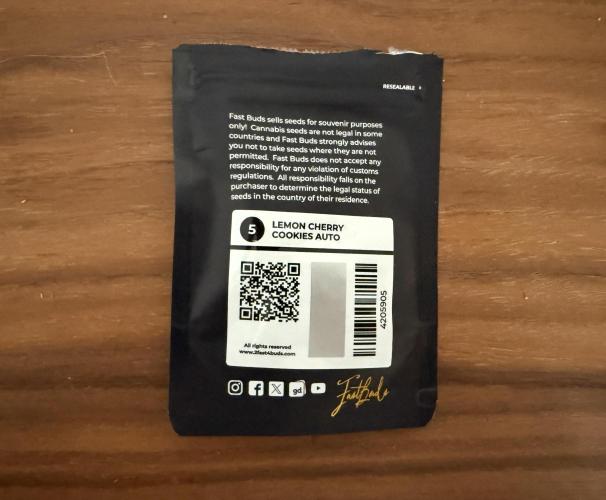 RESEALABLE
Fast Buds sells seeds for souvenir purposes
only! Cannabis seeds are not legal in some
countries and Fast Buds strongly advises
you not to take seeds where they are not
permitted. Fast Buds does not accept any
responsibility for any violation of customs
regulations. All responsibility falls on the
purchaser to determine the legal status of
seeds in the country of their residence.
5 LEMON CHERRY
COOKIES AUTO
4205905
All rights reserved
www.2fast4buds.com
gd
FastBuds